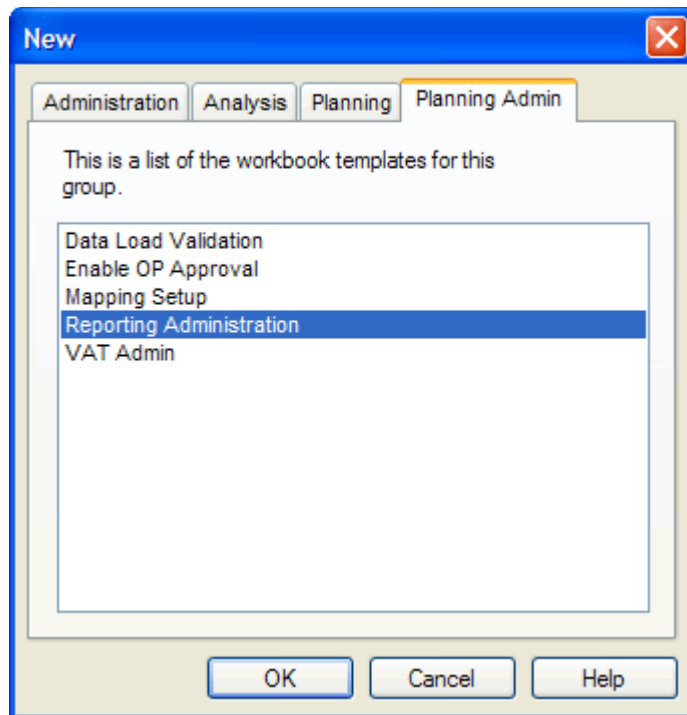 New
Administration
Analysis
Planning
Planning Admin
This is a list of the workbook templates for this
group.
Data Load Validation
Enable OP Approval
Mapping Setup
Reporting Administration
VAT Admin
OK
Cancel
Help